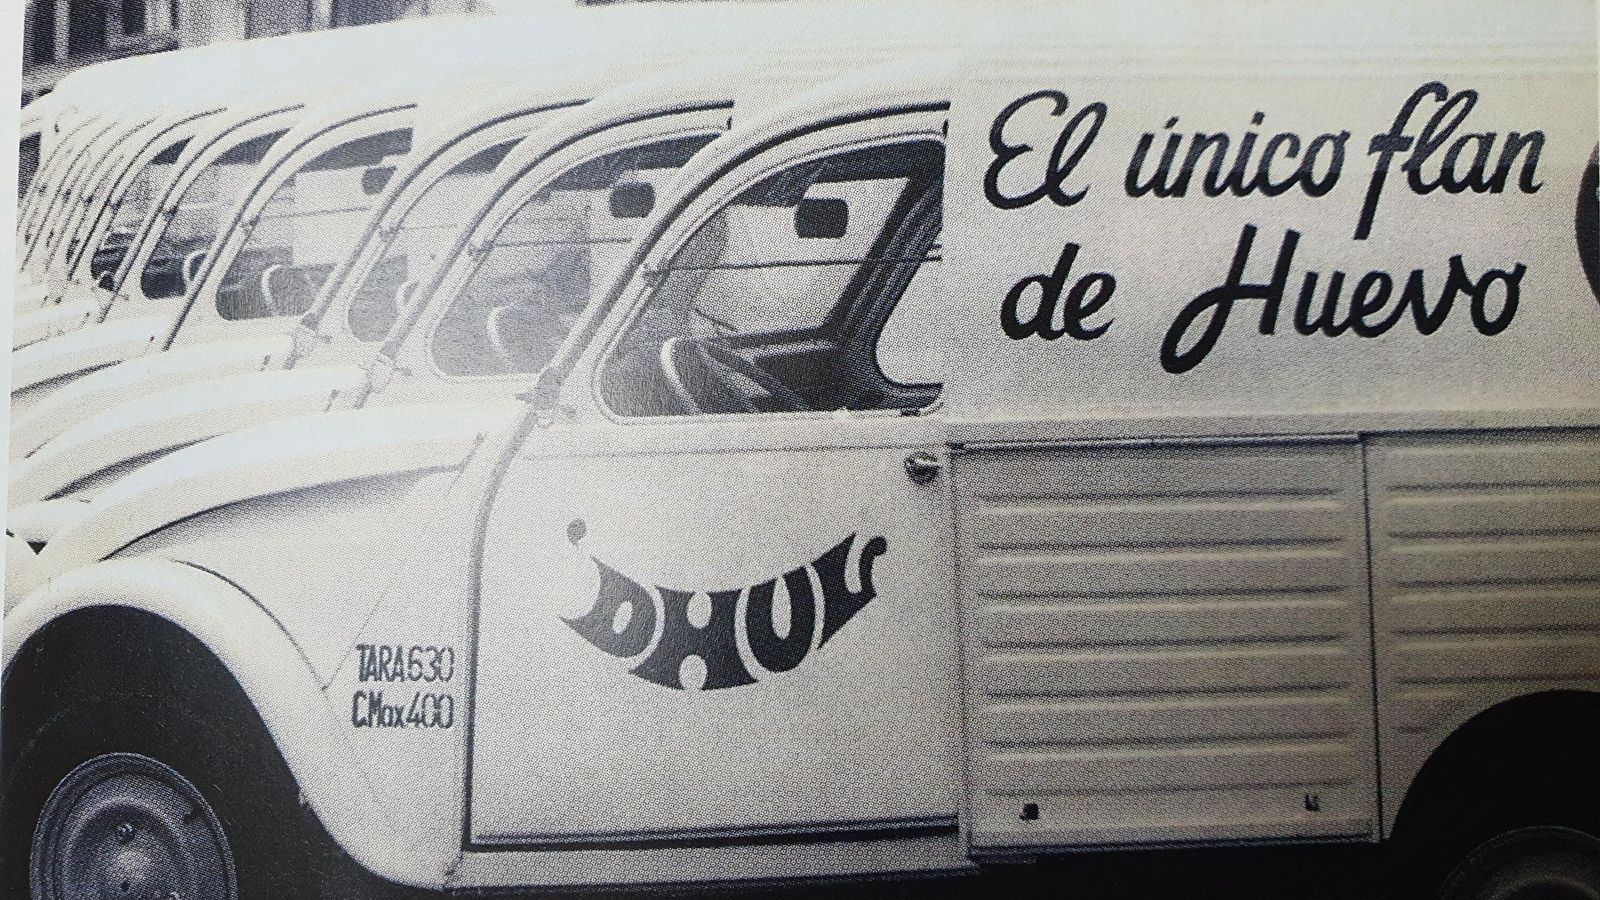 El único flan
de Huevo
DHUL
TARA 630
C.Max 400